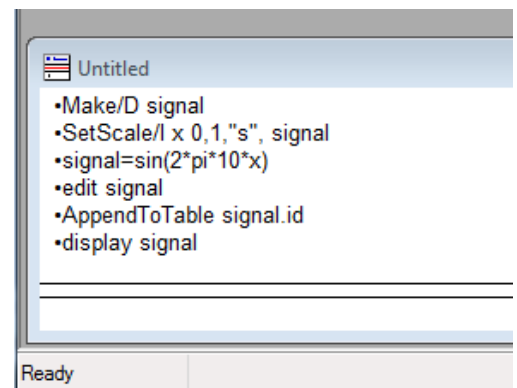 Untitled
•Make/D signal
•SetScale/I x 0,1,"s", signal
•signal=sin(2*pi*10*x)
•edit signal
•AppendToTable signal.id
•display signal
Ready